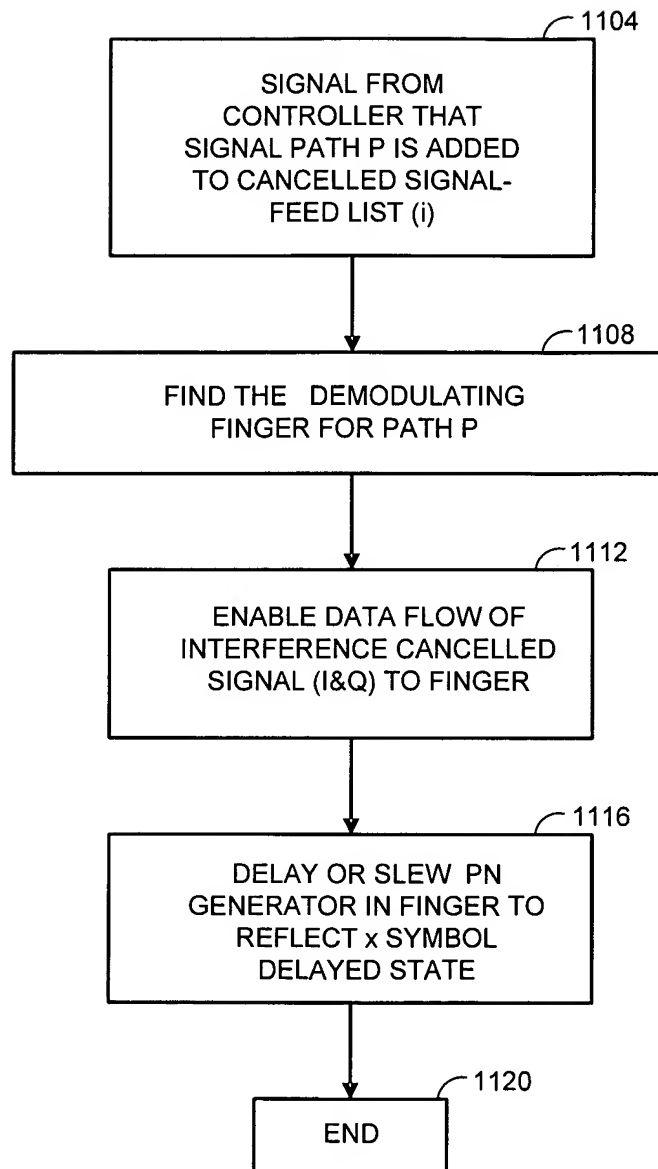 1104
SIGNAL FROM
CONTROLLER THAT
SIGNAL PATH P IS ADDED
TO CANCELLED SIGNAL-
FEED LIST (i)
1108
FIND THE DEMODULATING
FINGER FOR PATH P
1112
ENABLE DATA FLOW OF
INTERFERENCE CANCELLED
SIGNAL (I&Q) TO FINGER
1116
DELAY OR SLEW PN
GENERATOR IN FINGER TO
REFLECT x SYMBOL
DELAYED STATE
1120
END